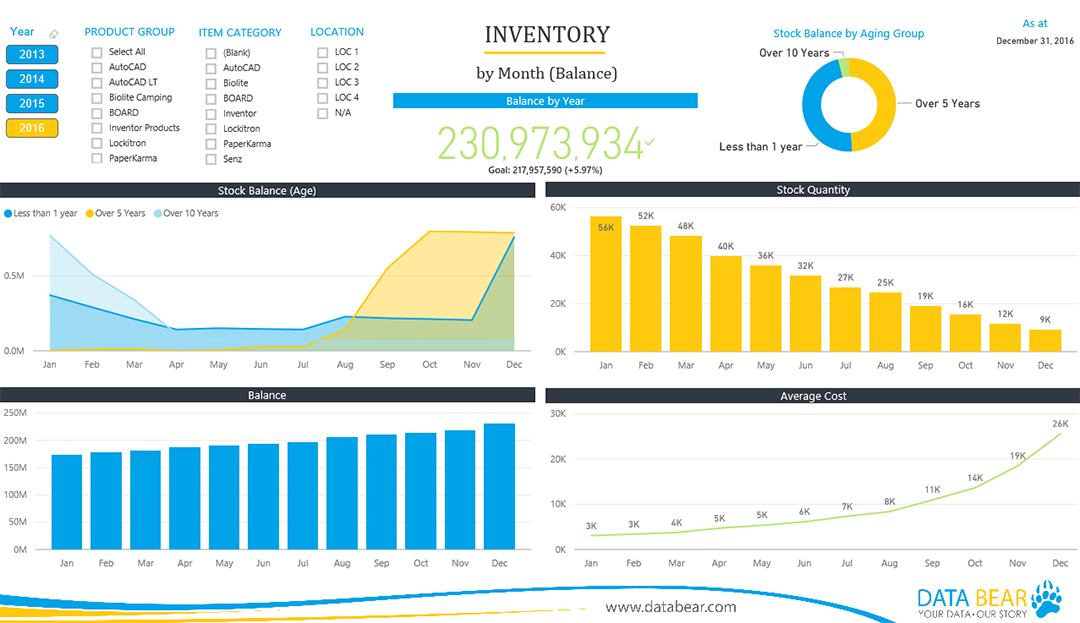 Year
2013
2014
2015
2016
PRODUCT GROUP
Select All
AutoCAD
AutoCAD LT
Biolite Camping
BOARD
Inventor Products
Lockitron
PaperKarma
ITEM CATEGORY
(Blank)
AutoCAD
Biolite
BOARD
Inventor
Lockitron
PaperKarma
Senz
LOCATION
LOC 1
LOC 2
LOC 3
LOC 4
N/A
INVENTORY
by Month (Balance)
Balance by Year
230,973,934
Goal: 217,957,590 (+5.97%)
Stock Balance by Aging Group
Over 10 Years
Over 5 Years
Less than 1 year
As at
December 31, 2016
Stock Balance (Age)
Less than 1 year Over 5 Years Over 10 Years
0.5M
0.0M
Jan Feb Mar Apr May Jun Jul Aug Sep Oct Nov Dec
Stock Quantity
60K
40K
20K
0K
56K 52K 48K 40K 36K 32K 27K 25K 19K 16K 12K 9K
Jan Feb Mar Apr May Jun Jul Aug Sep Oct Nov Dec
Balance
250M
200M
150M
100M
50M
0M
Jan Feb Mar Apr May Jun Jul Aug Sep Oct Nov Dec
Average Cost
30K
20K
10K
0K
3K 3K 4K 5K 5K 6K 7K 8K 11K 14K 19K 26K
Jan Feb Mar Apr May Jun Jul Aug Sep Oct Nov Dec
www.databear.com
DATA BEAR
YOUR DATA • OUR STORY